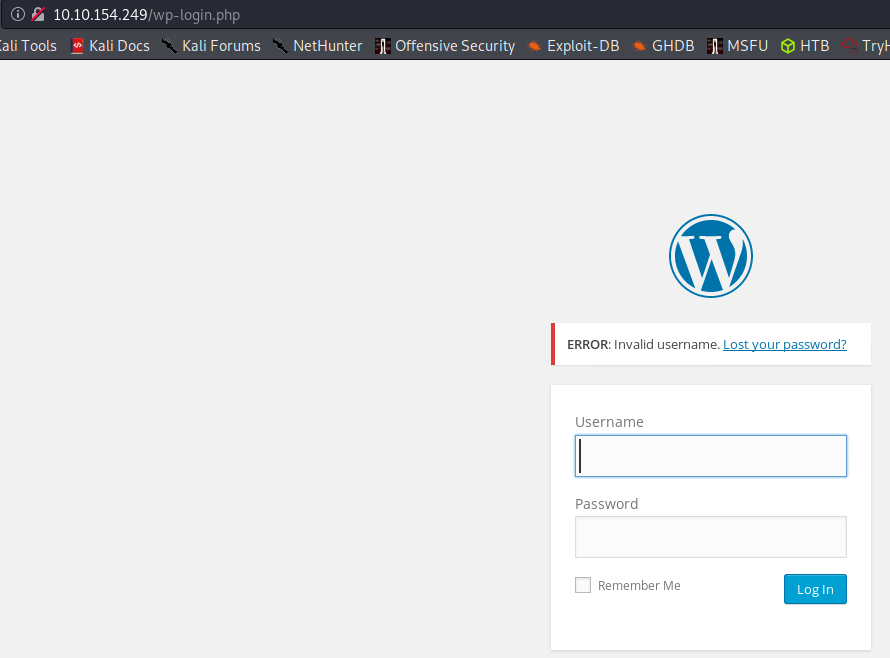 10.10.154.249/wp-login.php
ali Tools Kali Docs Kali Forums NetHunter Offensive Security Exploit-DB GHDB MSFU HTB TryH
ERROR: Invalid username. Lost your password?
Username
Password
Remember Me Log In